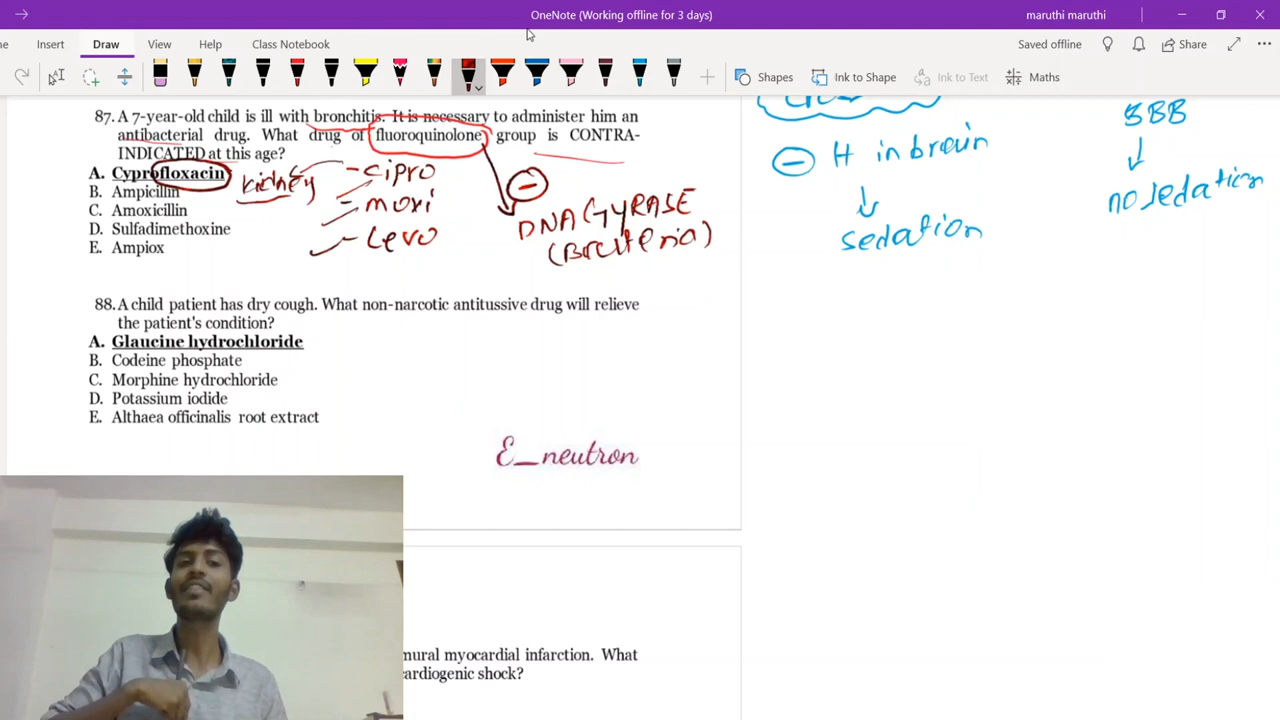 OneNote (Working offline for 3 days)
maruthi maruthi
Insert
Draw
View
Help
Class Notebook
Saved offline
Share
Shapes
Ink to Shape
Ink to Text
Maths
87. A 7-year-old child is ill with bronchitis. It is necessary to administer him an
antibacterial drug. What drug of fluoroquinolone group is CONTRA-
INDICATED at this age?
A. Cyprofloxacin
B. Ampicillin
C. Amoxicillin
D. Sulfadimethoxine
E. Ampiox
kidney
- cipro
- moxi
- Levo
DNA GYRASE
(Bacteria)
88. A child patient has dry cough. What non-narcotic antitussive drug will relieve
the patient's condition?
A. Glaucine hydrochloride
B. Codeine phosphate
C. Morphine hydrochloride
D. Potassium iodide
E. Althaea officinalis root extract
E_neutron
mural myocardial infarction. What
cardiogenic shock?
H in brain
sedation
BBB
no sedation